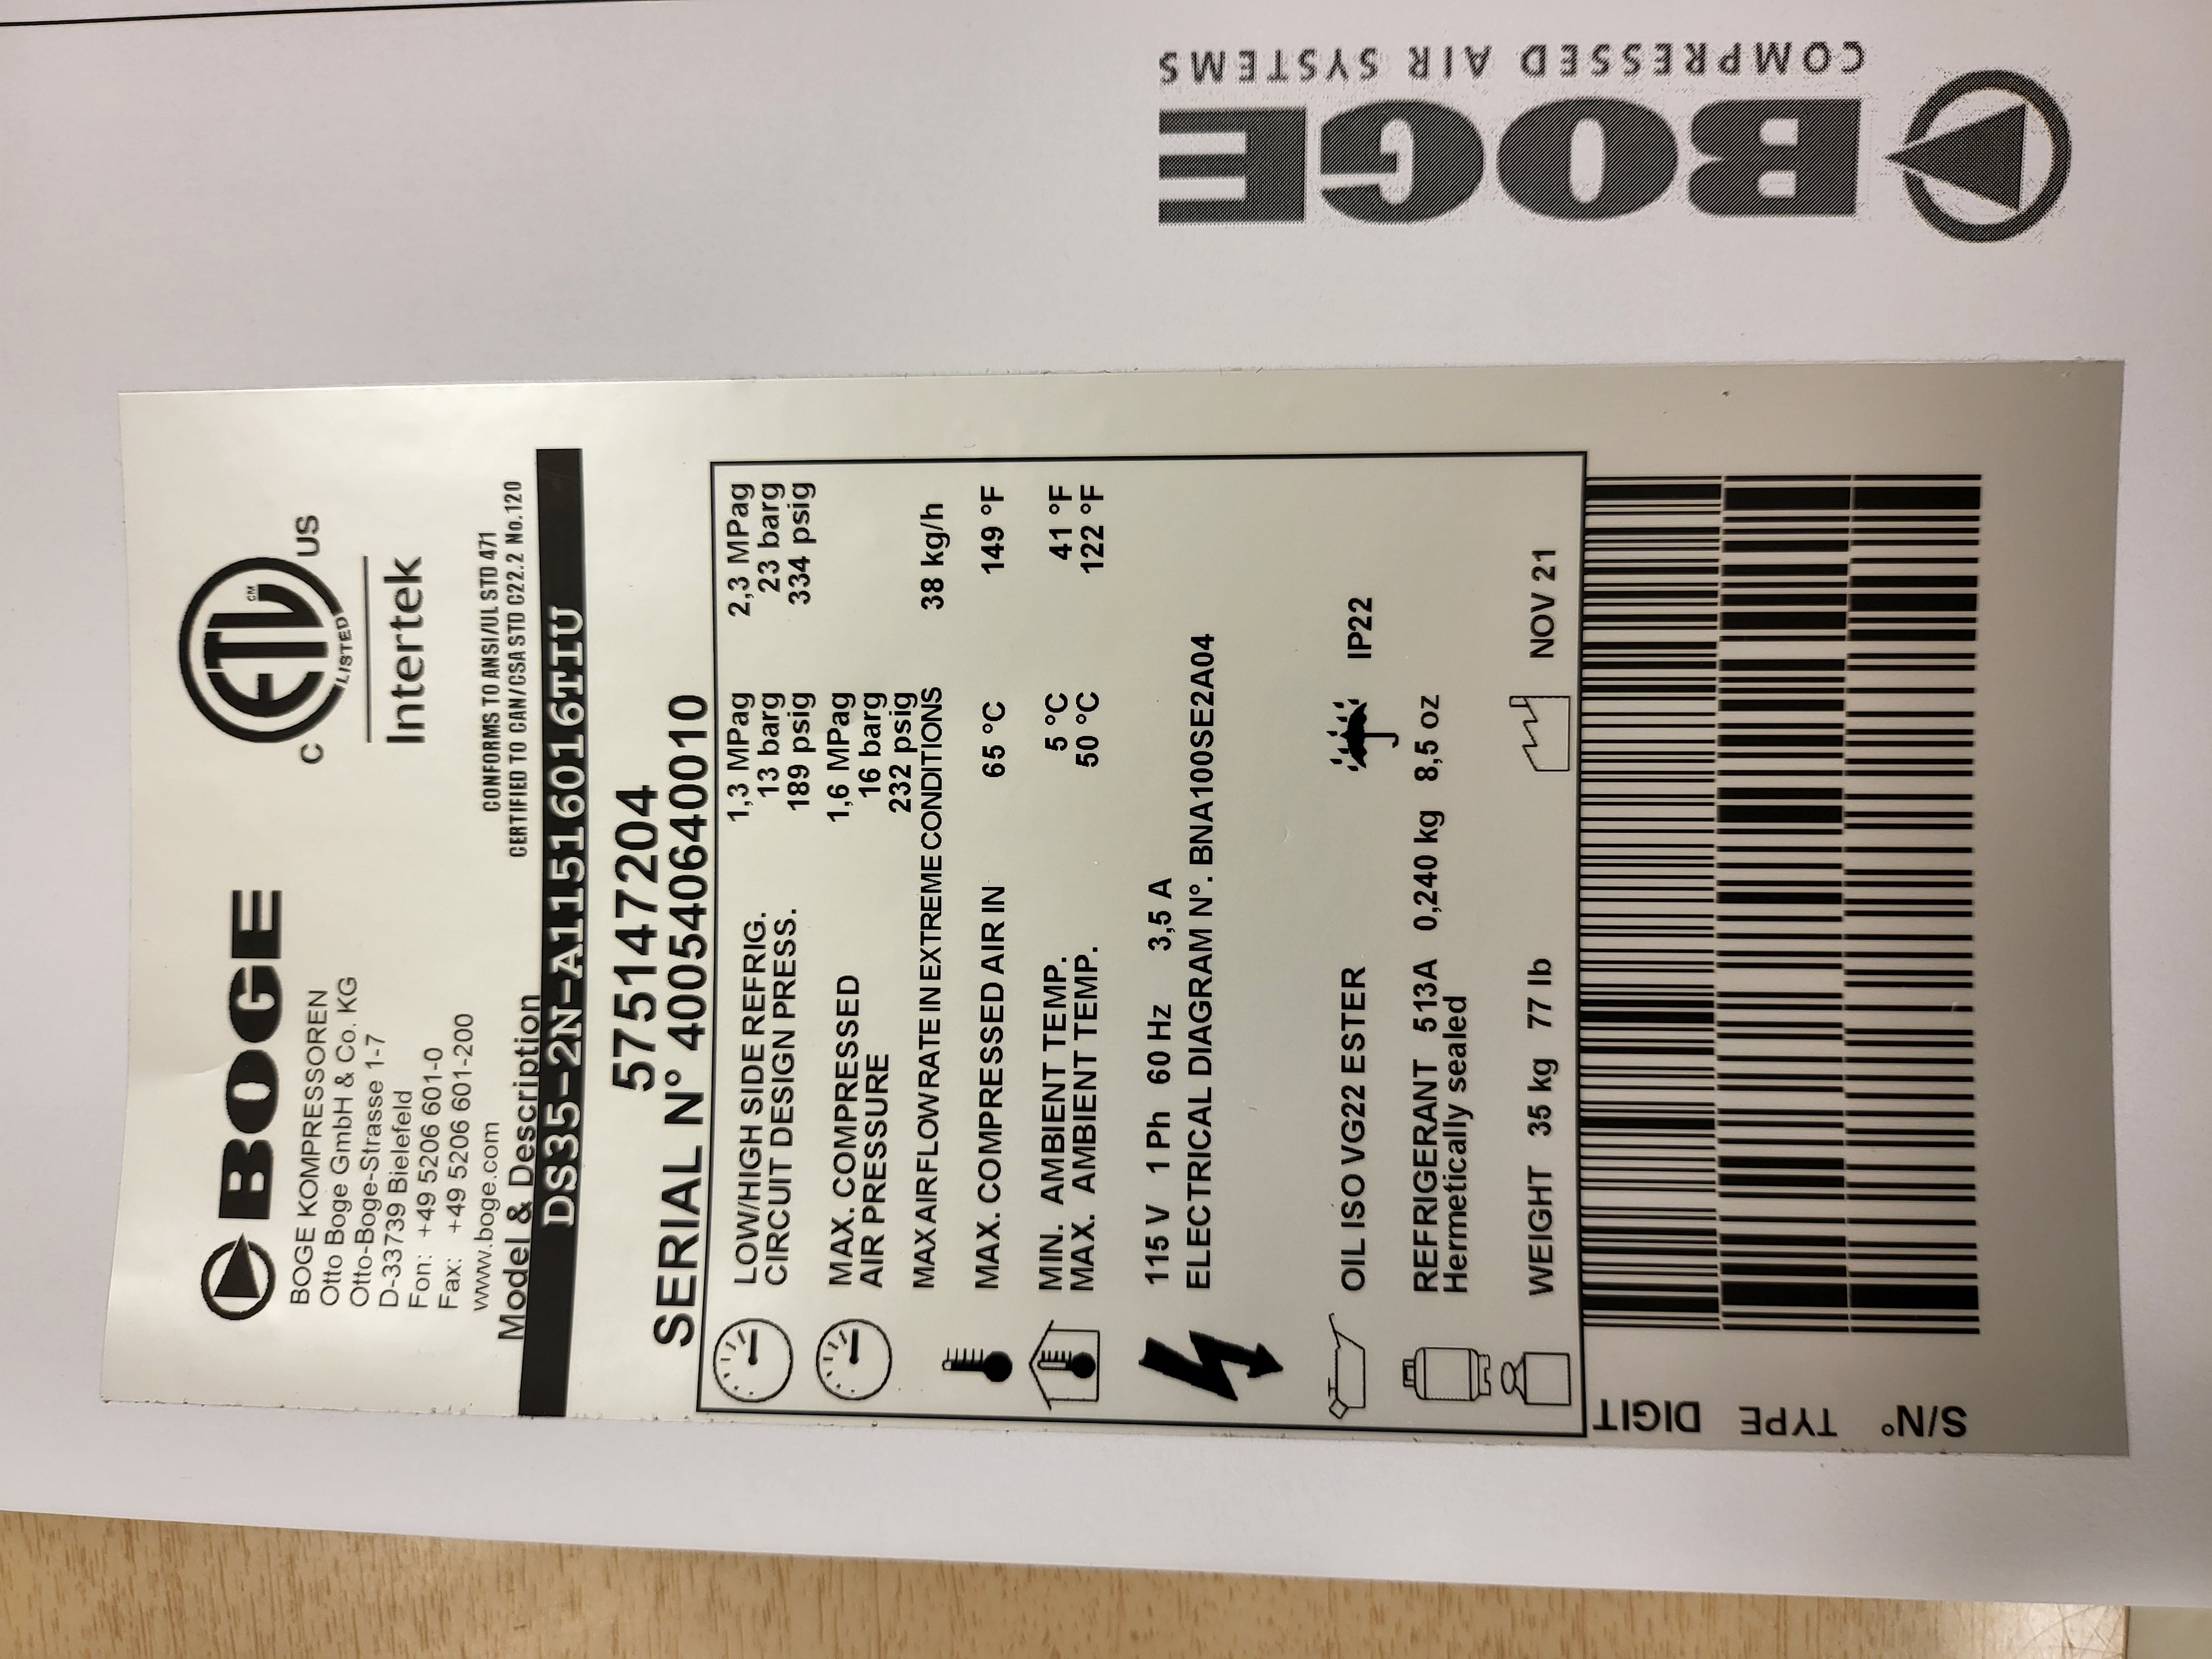 BOGE
BOGE KOMPRESSOREN
Otto Boge GmbH & Co. KG
Otto-Boge-Strasse 1-7
D-33739 Bielefeld
Fon: +49 5206 601-0
Fax: +49 5206 601-200
www.boge.com
ETL CM
C US
LISTED
Intertek
CONFORMS TO ANSI/UL STD 471
CERTIFIED TO CAN/CSA STD C22.2 No.120
Model & Description
DS35-2N-A11516016TIU
575147204
SERIAL N° 400540640010
LOW/HIGH SIDE REFRIG. 1,3 MPag 2,3 MPag
CIRCUIT DESIGN PRESS. 13 barg 23 barg
189 psig 334 psig
MAX. COMPRESSED 1,6 MPag
AIR PRESSURE 16 barg
232 psig
MAX AIR FLOW RATE IN EXTREME CONDITIONS 38 kg/h
MAX. COMPRESSED AIR IN 65 °C 149 °F
MIN. AMBIENT TEMP. 5 °C 41 °F
MAX. AMBIENT TEMP. 50 °C 122 °F
115 V 1 Ph 60 Hz 3,5 A
ELECTRICAL DIAGRAM N°. BNA100SE2A04
OIL ISO VG22 ESTER IP22
REFRIGERANT 513A 0,240 kg 8,5 oz
Hermetically sealed
WEIGHT 35 kg 77 lb NOV 21
S/N° TYPE DIGIT
BOGE
COMPRESSED AIR SYSTEMS